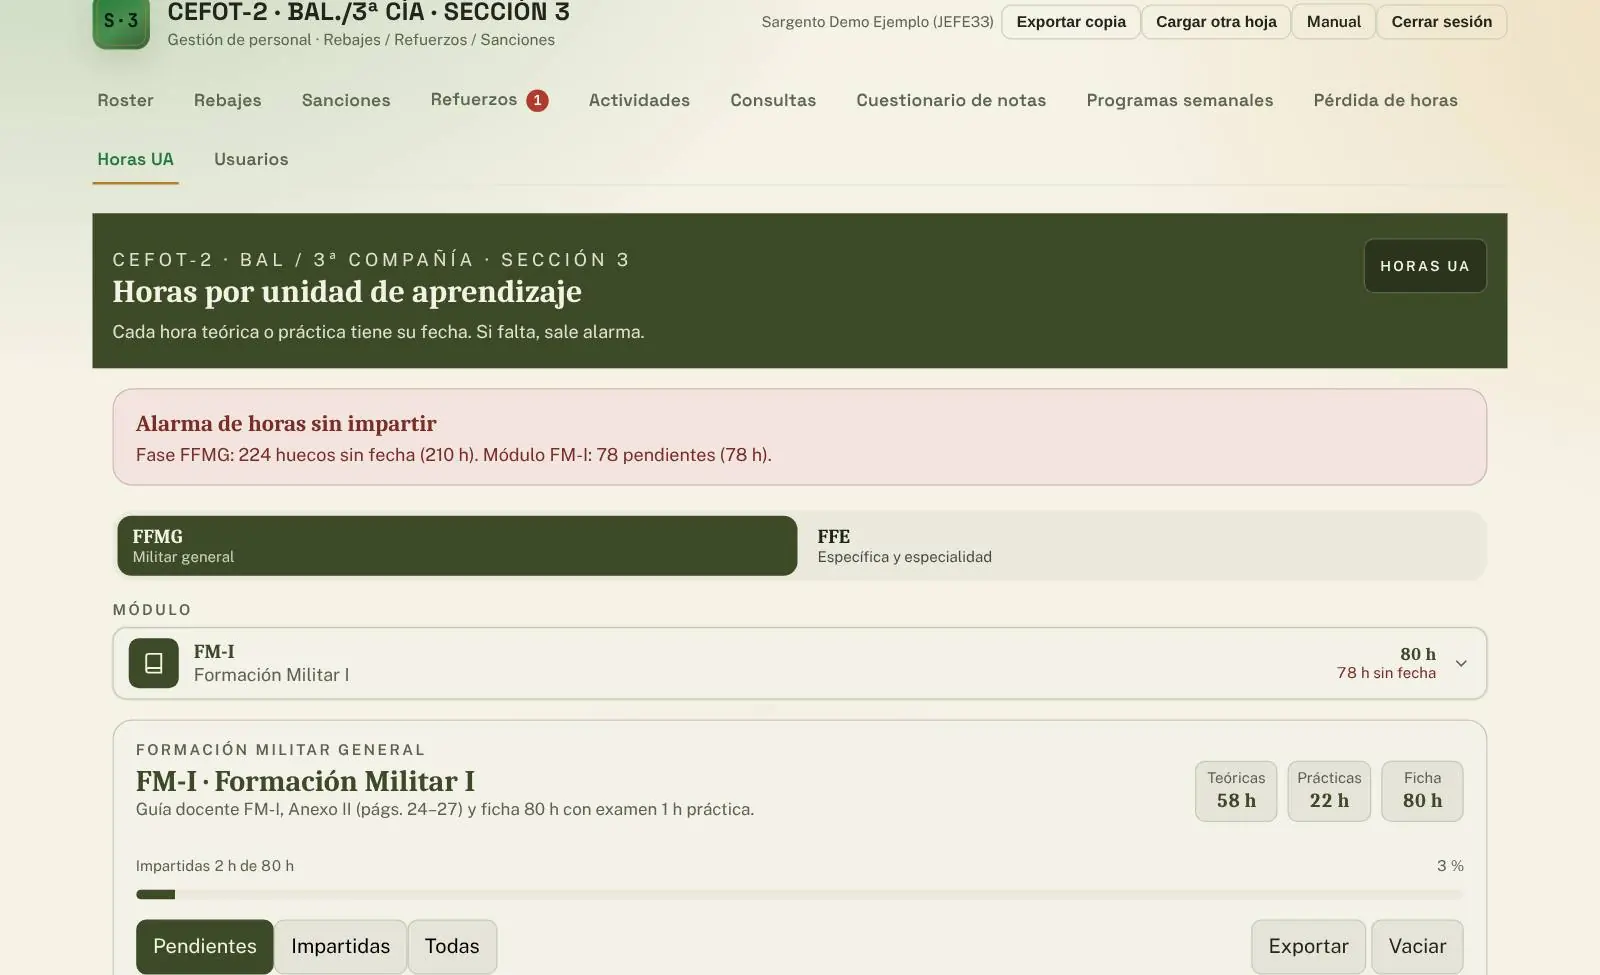 S·3
CEFOT-2 · BAL./3ª CÍA · SECCIÓN 3
Gestión de personal · Rebajes / Refuerzos / Sanciones
Sargento Demo Ejemplo (JEFE33)
Exportar copia
Cargar otra hoja
Manual
Cerrar sesión
Roster
Rebajes
Sanciones
Refuerzos 1
Actividades
Consultas
Cuestionario de notas
Programas semanales
Pérdida de horas
Horas UA
Usuarios
CEFOT-2 · BAL / 3ª COMPAÑÍA · SECCIÓN 3
Horas por unidad de aprendizaje
Cada hora teórica o práctica tiene su fecha. Si falta, sale alarma.
HORAS UA
Alarma de horas sin impartir
Fase FFMG: 224 huecos sin fecha (210 h). Módulo FM-I: 78 pendientes (78 h).
FFMG
Militar general
FFE
Específica y especialidad
MÓDULO
FM-I
Formación Militar I
80 h
78 h sin fecha
FORMACIÓN MILITAR GENERAL
FM-I · Formación Militar I
Guía docente FM-I, Anexo II (págs. 24–27) y ficha 80 h con examen 1 h práctica.
Teóricas
58 h
Prácticas
22 h
Ficha
80 h
Impartidas 2 h de 80 h
3 %
Pendientes
Impartidas
Todas
Exportar
Vaciar